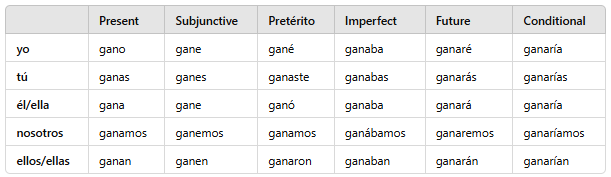 Present Subjunctive Pretérito Imperfect Future Conditional
yo gano gane gané ganaba ganaré ganaría
tú ganas ganes ganaste ganabas ganarás ganarías
él/ella gana gane ganó ganaba ganará ganaría
nosotros ganamos ganemos ganamos ganábamos ganaremos ganaríamos
ellos/ellas ganan ganen ganaron ganaban ganarán ganarían